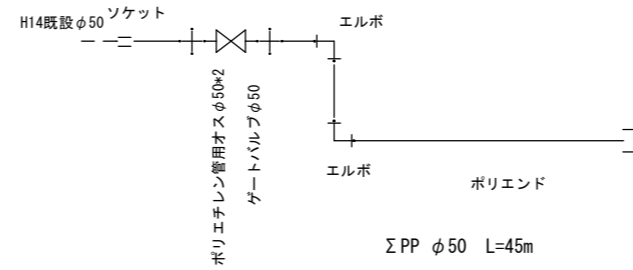 H14既設φ50
ソケット
エルボ
ポリエチレン管用オスφ50*2
ゲートバルブφ50
エルボ
ポリエンド
ΣPP φ50 L=45m